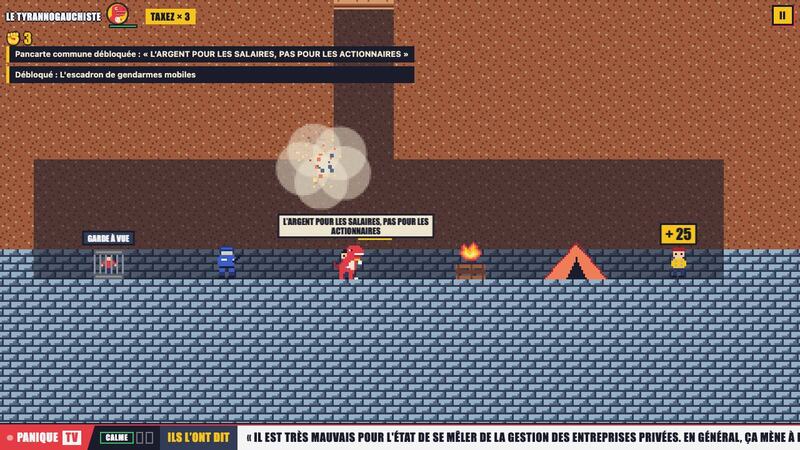 LE TYRANNOGAUCHISTE
TAXEZ × 3
3
Pancarte commune débloquée : « L'ARGENT POUR LES SALAIRES, PAS POUR LES ACTIONNAIRES »
Débloqué : L'escadron de gendarmes mobiles
GARDE À VUE
L'ARGENT POUR LES SALAIRES, PAS POUR LES
ACTIONNAIRES
+ 25
PANIQUE TV
CALME
ILS L'ONT DIT
« IL EST TRÈS MAUVAIS POUR L'ÉTAT DE SE MÊLER DE LA GESTION DES ENTREPRISES PRIVÉES. EN GÉNÉRAL, ÇA MÈNE À